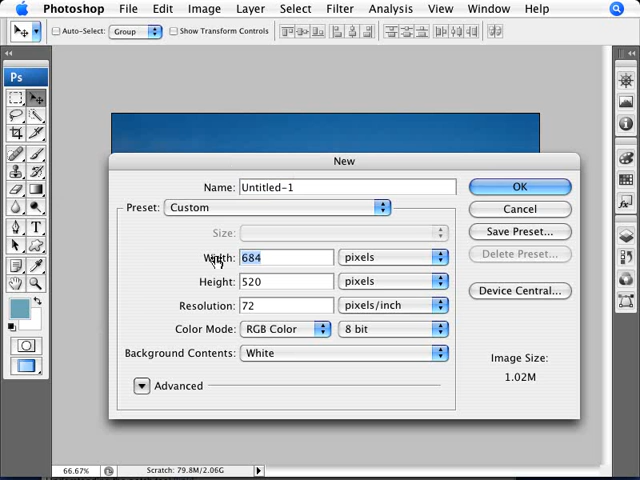 Photoshop File Edit Image Layer Select Filter Analysis View Window Help
Auto-Select: Group Show Transform Controls
Ps
New
Name: Untitled-1 OK
Preset: Custom Cancel
Size: Save Preset...
Width: 684 pixels Delete Preset...
Height: 520 pixels
Resolution: 72 pixels/inch Device Central...
Color Mode: RGB Color 8 bit
Background Contents: White
Image Size:
1.02M
Advanced
66.67% Scratch: 79.8M/2.06G